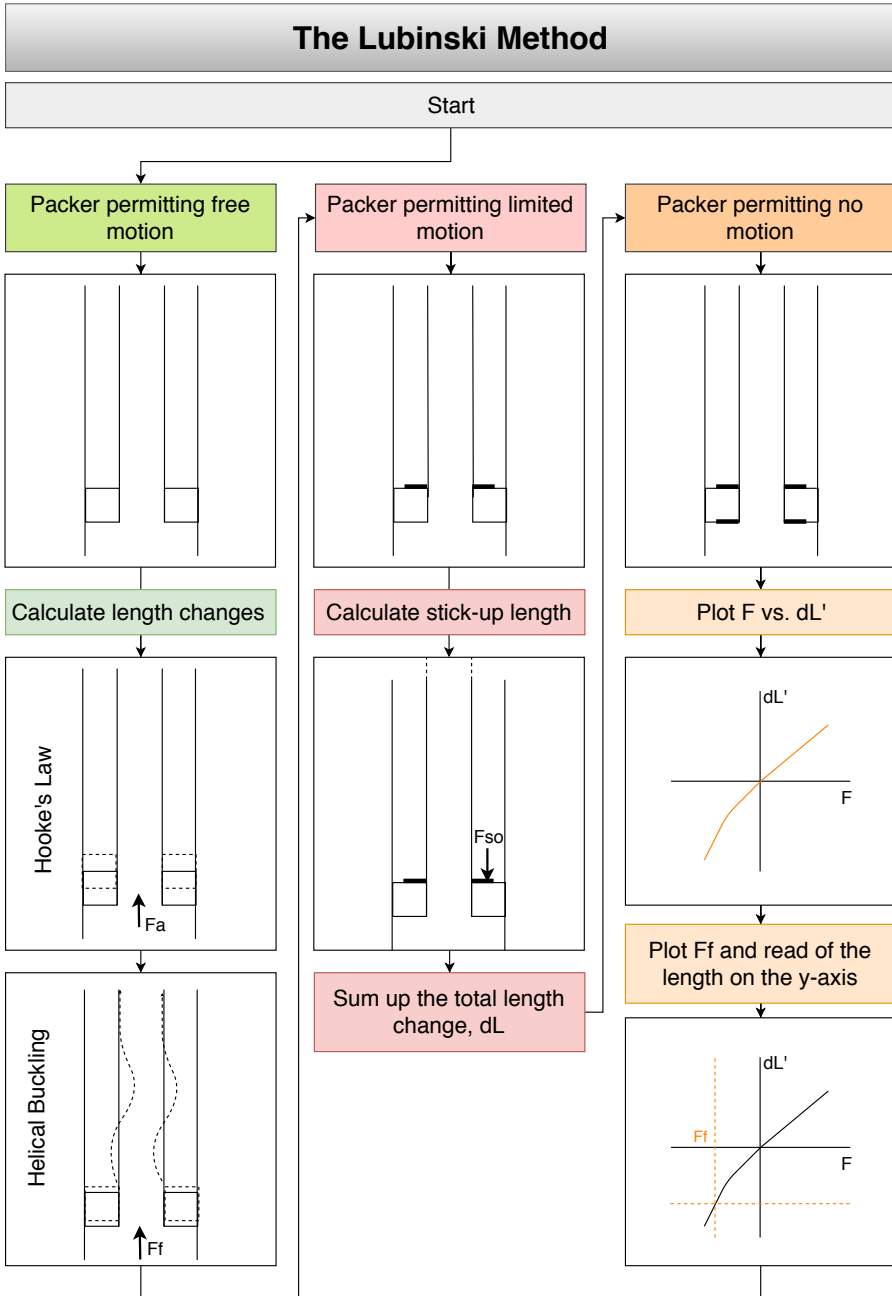 The Lubinski Method
Start
Packer permitting free
motion
Packer permitting limited
motion
Packer permitting no
motion
Calculate length changes
Calculate stick-up length
Plot F vs. dL'
Hooke's Law
Fa
Fso
dL'
F
Plot Ff and read of the
length on the y-axis
Sum up the total length
change, dL
Helical Buckling
Ff
dL'
Ff
F